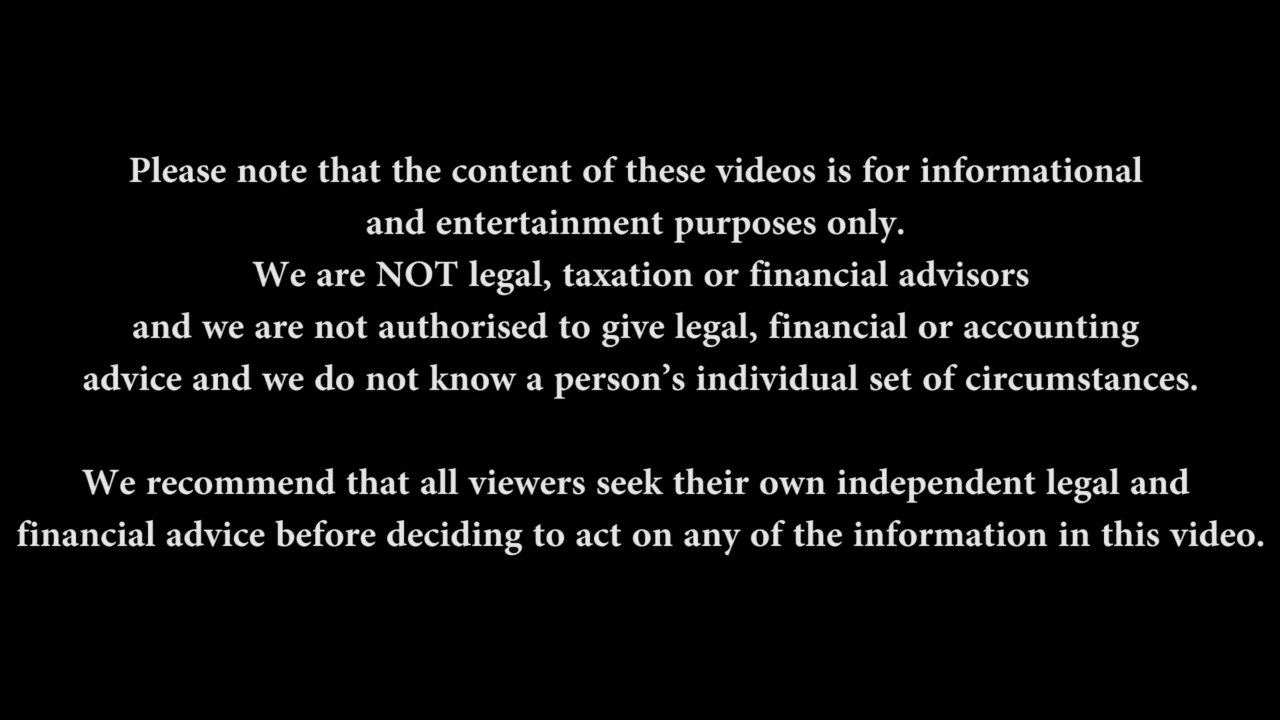 Please note that the content of these videos is for informational
and entertainment purposes only.
We are NOT legal, taxation or financial advisors
and we are not authorised to give legal, financial or accounting
advice and we do not know a person’s individual set of circumstances.
We recommend that all viewers seek their own independent legal and
financial advice before deciding to act on any of the information in this video.